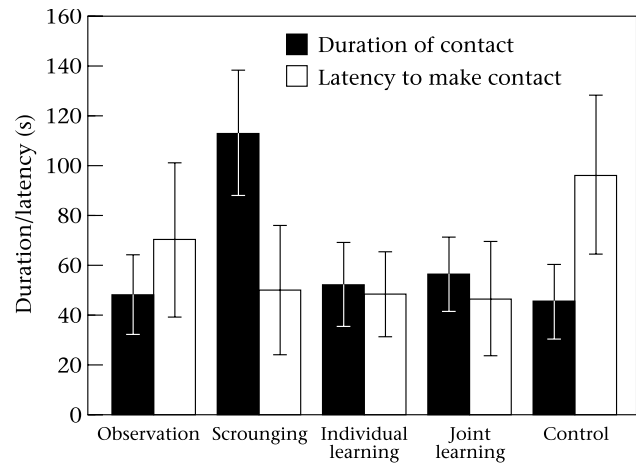 160
140
120
100
80
60
40
20
0
Duration/latency (s)
Duration of contact
Latency to make contact
Observation Scrounging Individual learning Joint learning Control